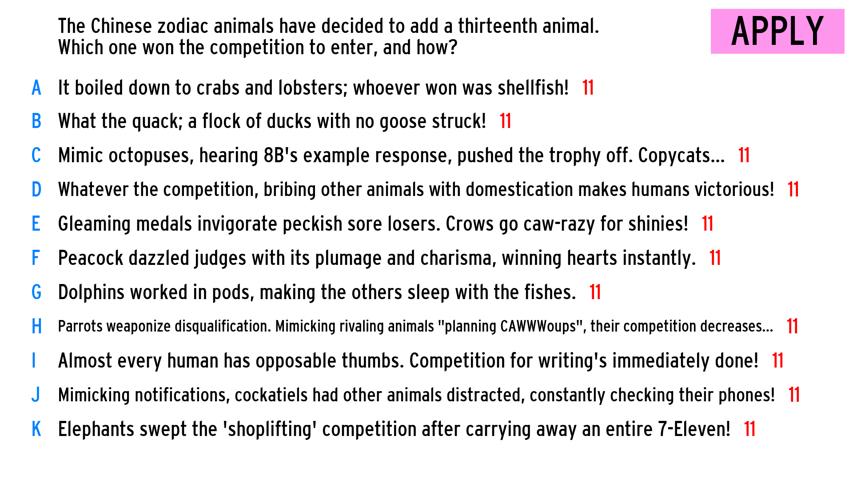 The Chinese zodiac animals have decided to add a thirteenth animal.
Which one won the competition to enter, and how?
APPLY
A It boiled down to crabs and lobsters; whoever won was shellfish! 11
B What the quack; a flock of ducks with no goose struck! 11
C Mimic octopuses, hearing 8B's example response, pushed the trophy off. Copycats... 11
D Whatever the competition, bribing other animals with domestication makes humans victorious! 11
E Gleaming medals invigorate peckish sore losers. Crows go caw-razy for shinies! 11
F Peacock dazzled judges with its plumage and charisma, winning hearts instantly. 11
G Dolphins worked in pods, making the others sleep with the fishes. 11
H Parrots weaponize disqualification. Mimicking rivaling animals "planning CAWWWoups", their competition decreases... 11
I Almost every human has opposable thumbs. Competition for writing's immediately done! 11
J Mimicking notifications, cockatiels had other animals distracted, constantly checking their phones! 11
K Elephants swept the 'shoplifting' competition after carrying away an entire 7-Eleven! 11